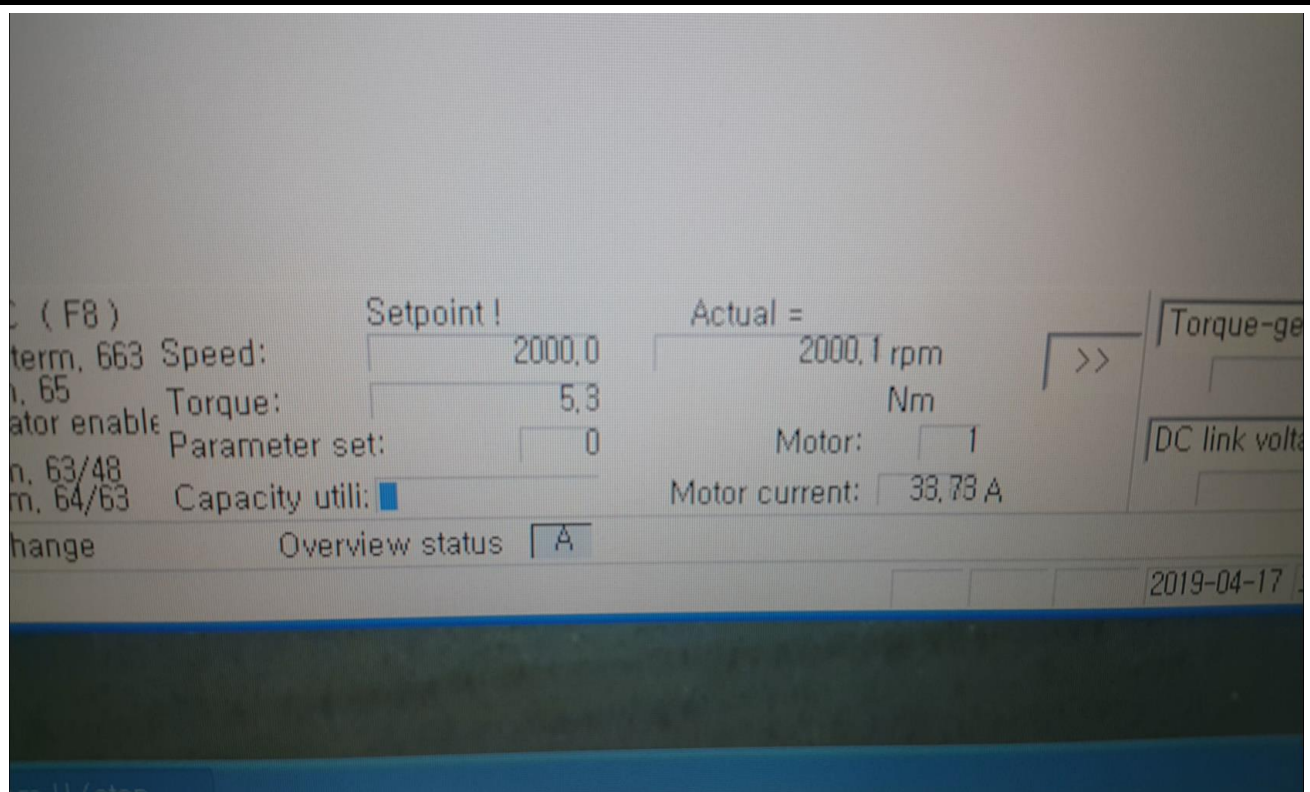 ( F8 )
Setpoint !
Actual =
term. 663
Speed:
2000,0
2000,1 rpm
>>
Torque-ge
. 65
Torque:
5,3
Nm
ator enable
Parameter set:
0
Motor:
1
DC link volta
. 63/48
m. 64/63
Capacity utili:
Motor current:
A
hange
Overview status
A
2019-04-17